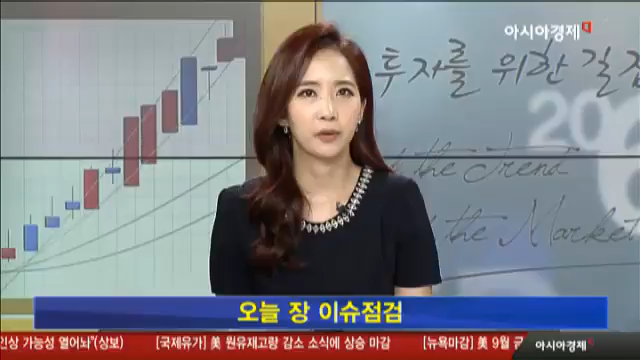 아시아경제
투자를 위한 길잡
the Trend
the Market
오늘 장 이슈점검
인상 가능성 열어놔"(상보) [국제유가] 美 원유재고량 감소 소식에 상승 마감 [뉴욕마감] 美 9월 금
아시아경제